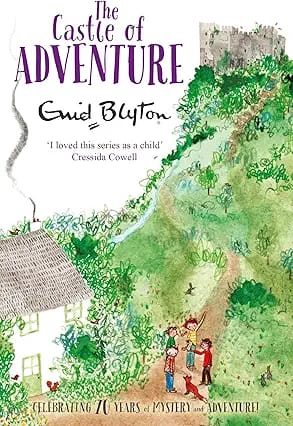 The
Castle of
ADVENTURE
Enid Blyton
‘I loved this series as a child’
Cressida Cowell
CELEBRATING 70 YEARS of MYSTERY and ADVENTURE!